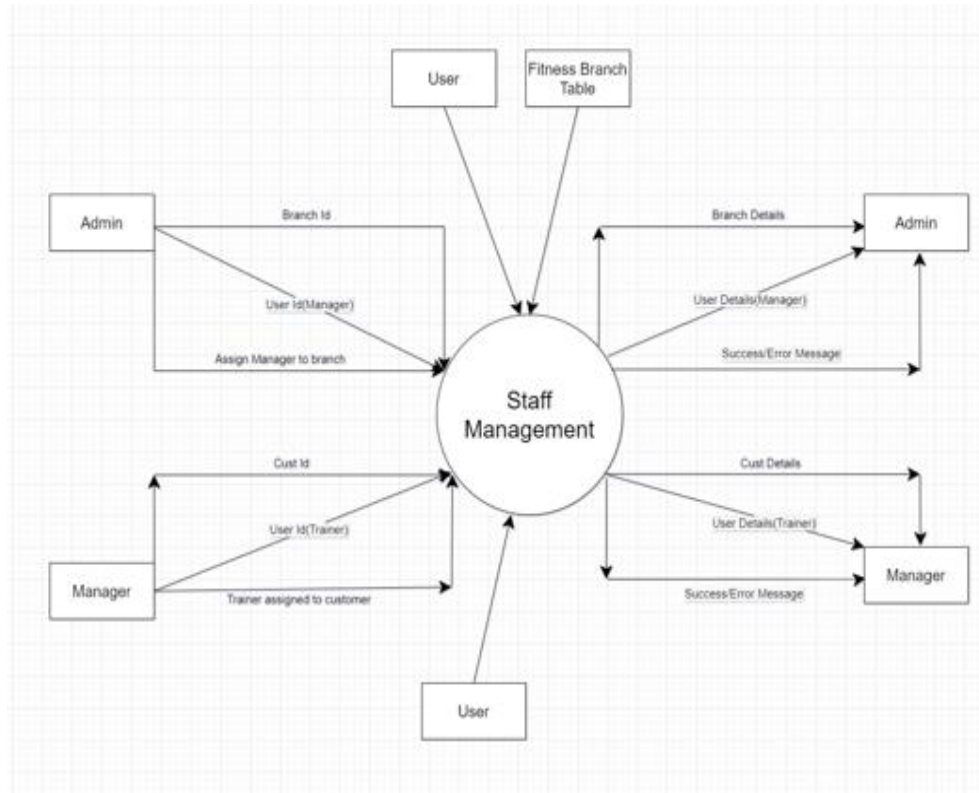 User
Fitness Branch
Table
Admin
Branch Id
User Id(Manager)
Assign Manager to branch
Branch Details
Admin
User Details(Manager)
Success/Error Message
Staff
Management
Cust Id
User Id(Trainer)
Manager
Trainer assigned to customer
Cust Details
User Details(Trainer)
Manager
Success/Error Message
User